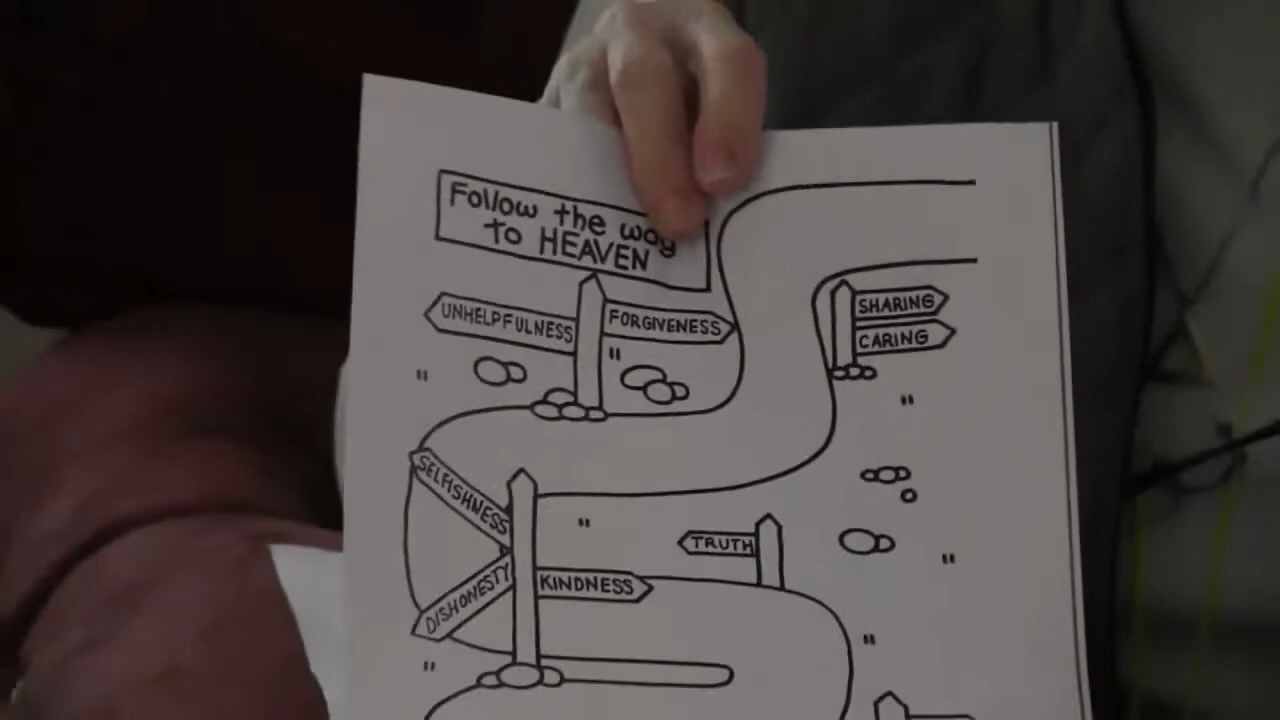 Follow the way
to HEAVEN
UNHELPFULNESS
FORGIVENESS
SHARING
CARING
SELFISHNESS
TRUTH
DISHONESTY
KINDNESS